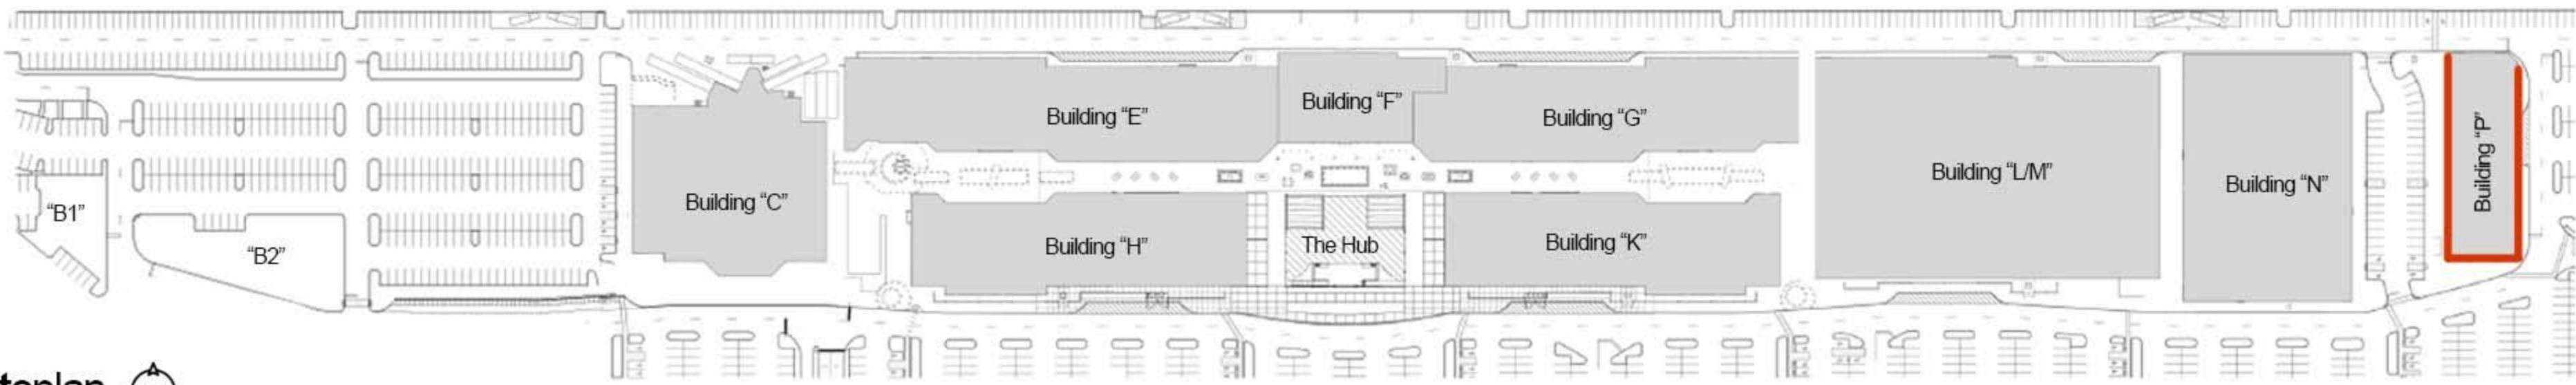 "B1"
"B2"
Building "C"
Building "E"
Building "F"
Building "G"
Building "H"
The Hub
Building "K"
Building "L/M"
Building "N"
Building "P"